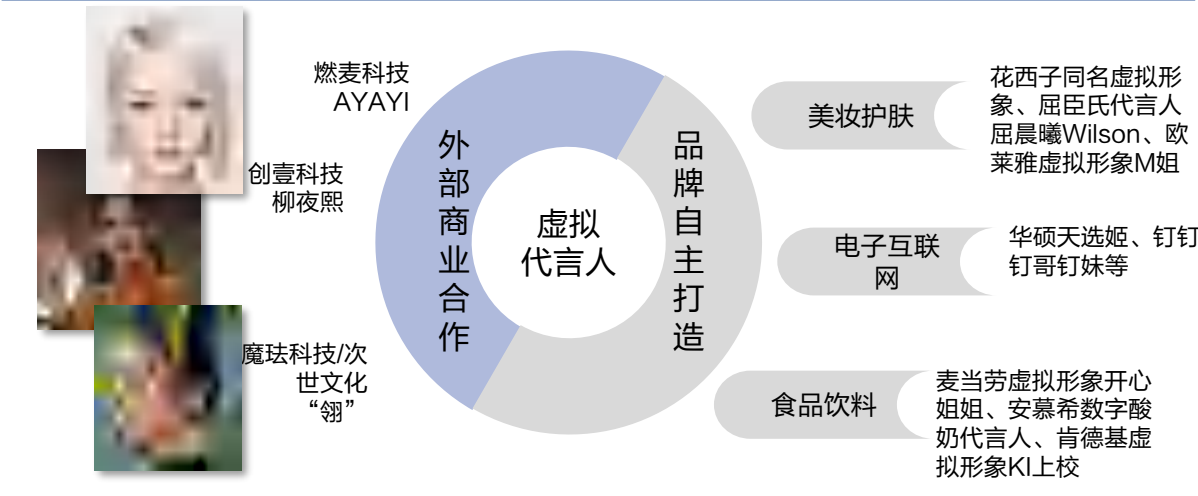 燃麦科技
AYAYI
创壹科技
柳夜熙
魔珐科技/次
世文化
“翎”
外部商业合作
虚拟
代言人
品牌自主打造
美妆护肤
花西子同名虚拟形
象、屈臣氏代言人
屈晨曦Wilson、欧
莱雅虚拟形象M姐
电子互联
网
华硕天选姬、钉钉
钉哥钉妹等
食品饮料
麦当劳虚拟形象开心
姐姐、安慕希数字酸
奶代言人、肯德基虚
拟形象KI上校